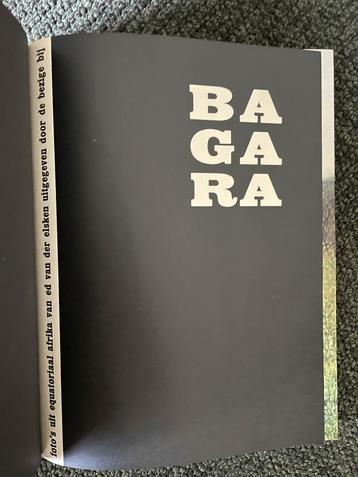 BA
GA
RA
foto's uit equatoriaal afrika van ed van der elsken uitgegeven door de bezige bij